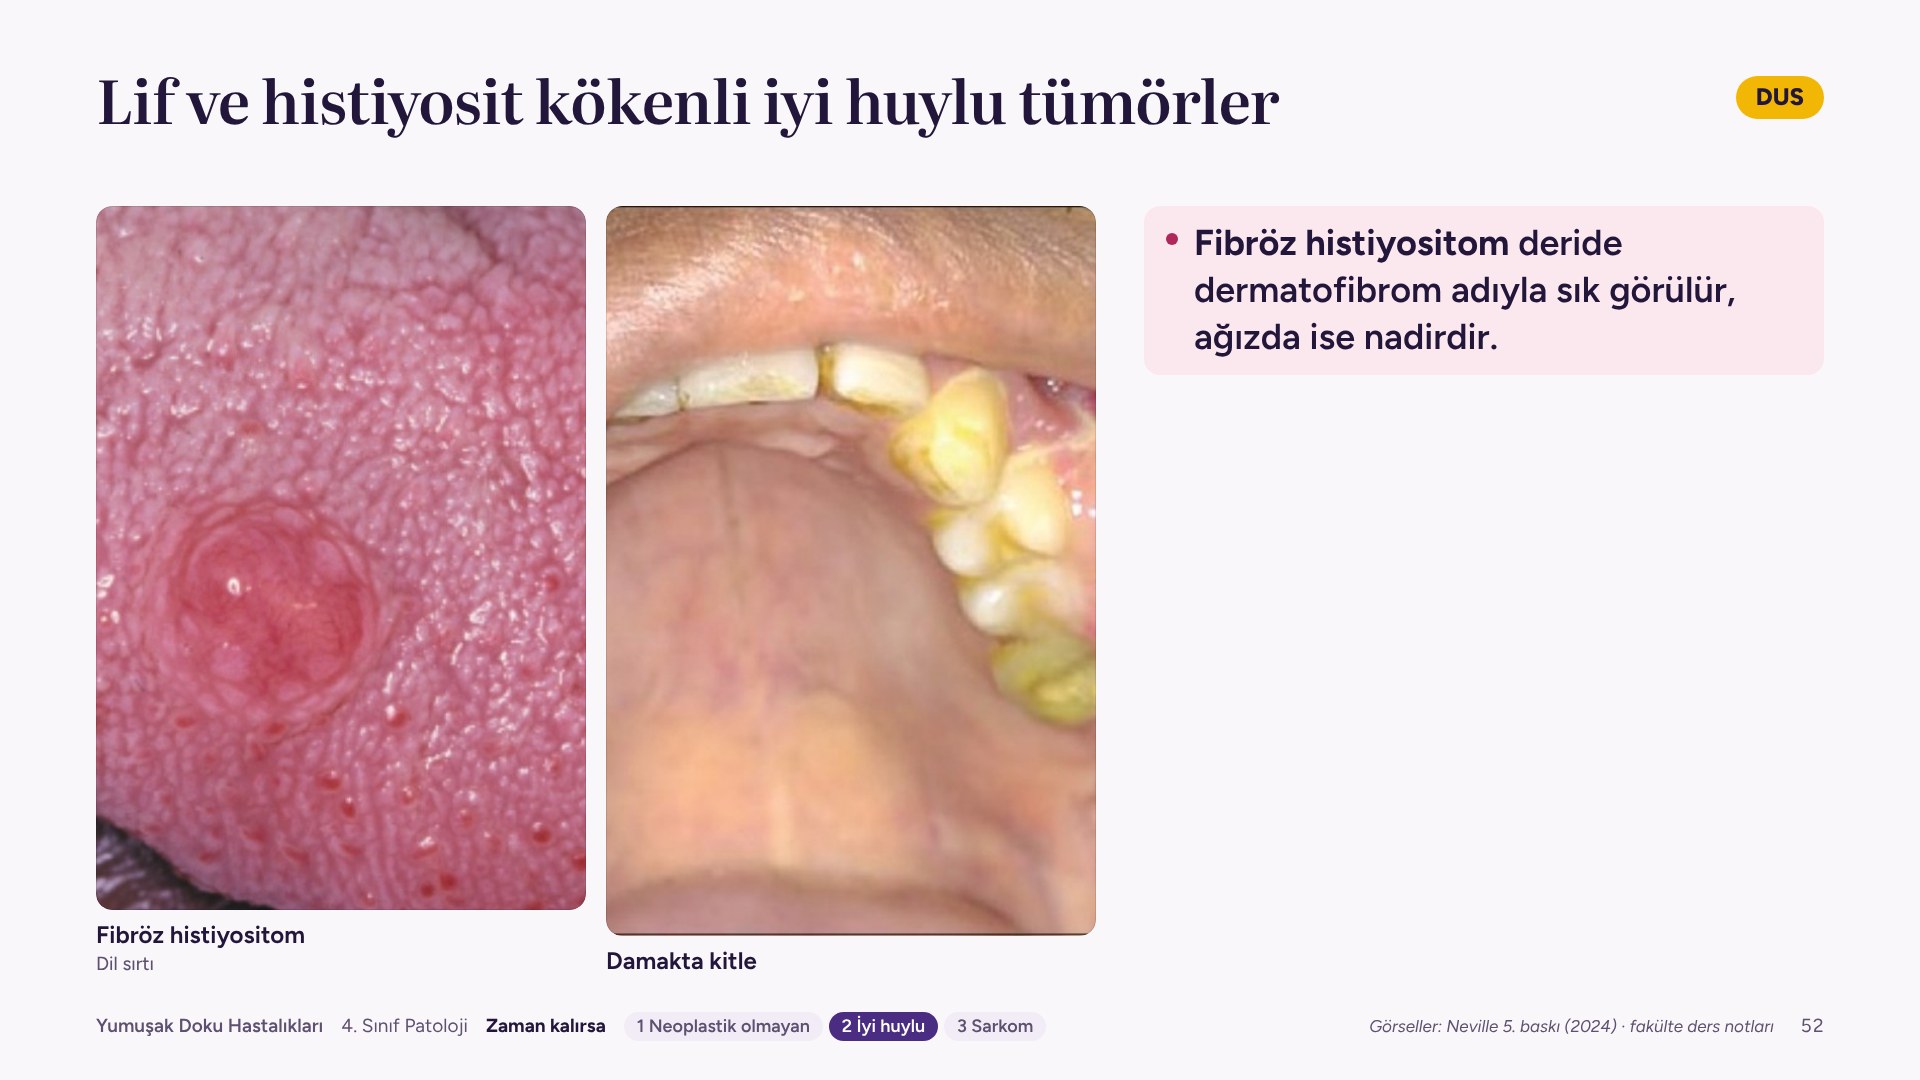 Lif ve histiyosit kökenli iyi huylu tümörler
DUS
Fibröz histiyositom deride
dermatofibrom adıyla sık görülür,
ağızda ise nadirdir.
Fibröz histiyositom
Dil sırtı
Damakta kitle
Yumuşak Doku Hastalıkları 4. Sınıf Patoloji Zaman kalırsa 1 Neoplastik olmayan 2 İyi huylu 3 Sarkom
Görseller: Neville 5. baskı (2024) · fakülte ders notları 52